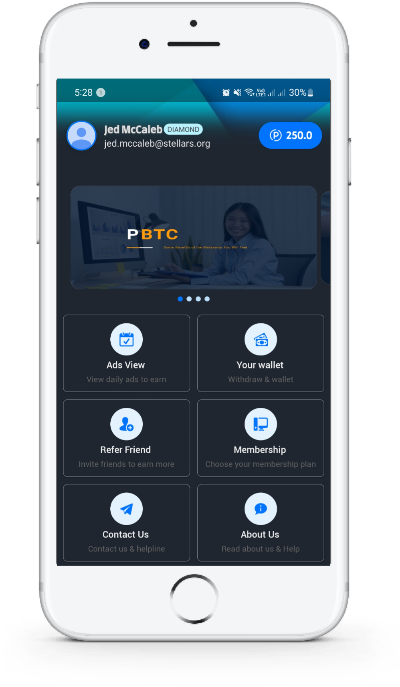 5:28 30%
Jed McCaleb DIAMOND
jed.mccaleb@stellars.org
250.0
PBTC
Ads View
View daily ads to earn
Your wallet
Withdraw & wallet
Refer Friend
Invite friends to earn more
Membership
Choose your membership plan
Contact Us
Contact us & helpline
About Us
Read about us & Help